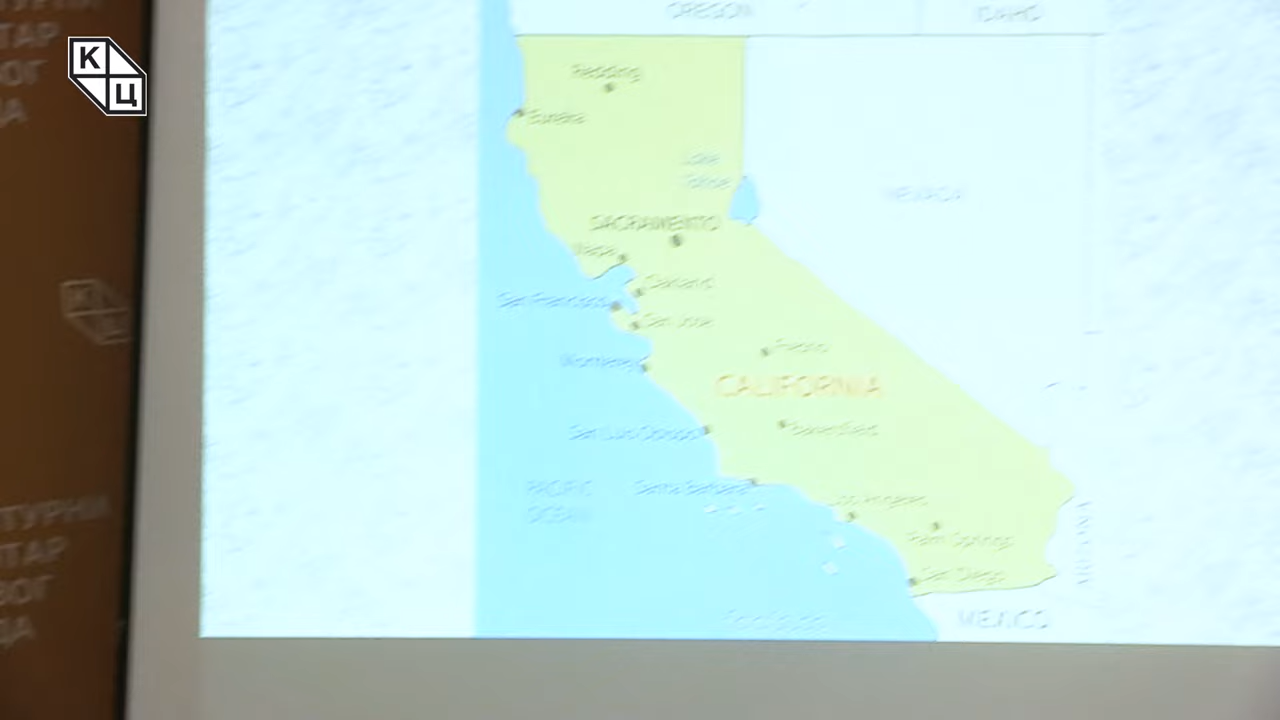 К
Ц
OREGON
IDAHO
Redding
Eureka
Lake
Tahoe
NEVADA
SACRAMENTO
Napa
Oakland
San Francisco
San Jose
Monterey
Fresno
CALIFORNIA
San Luis Obispo
Bakersfield
PACIFIC
OCEAN
Santa Barbara
Los Angeles
Palm Springs
San Diego
MEXICO
К
Ц